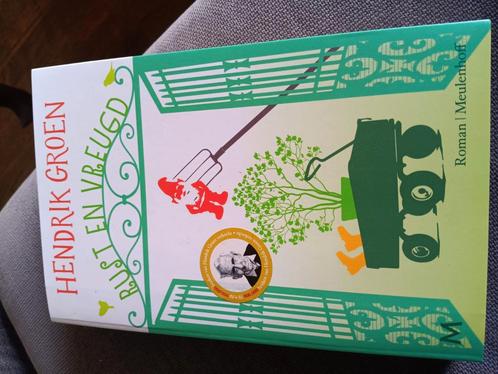 HENDRIK GROEN
RUST EN VREUGD
Roman | Meulenhoff
M